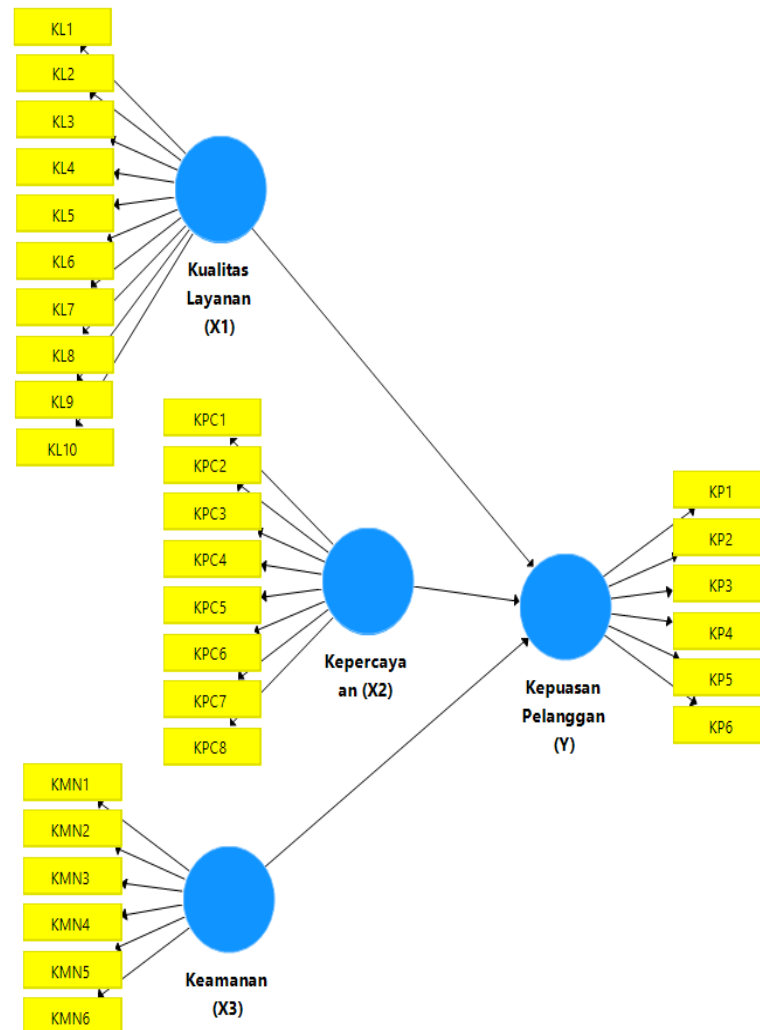 KL1
KL2
KL3
KL4
KL5
KL6
KL7
KL8
KL9
KL10
Kualitas
Layanan
(X1)
KPC1
KPC2
KPC3
KPC4
KPC5
KPC6
KPC7
KPC8
Kepercaya
an (X2)
KP1
KP2
KP3
KP4
KP5
KP6
Kepuasan
Pelanggan
(Y)
KMN1
KMN2
KMN3
KMN4
KMN5
KMN6
Keamanan
(X3)